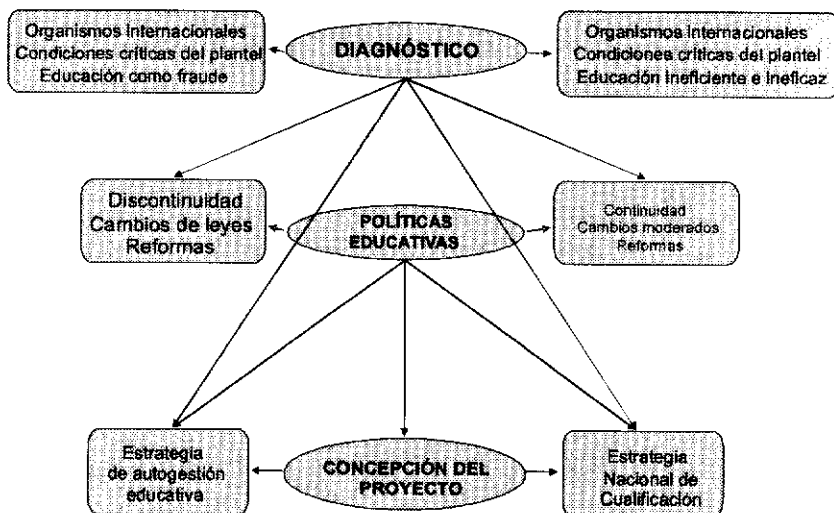 Organismos Internacionales
Condiciones críticas del plantel
Educación como fraude
DIAGNÓSTICO
Organismos Internacionales
Condiciones críticas del plantel
Educación Ineficiente e Ineficaz
Discontinuidad
Cambios de leyes
Reformas
POLÍTICAS
EDUCATIVAS
Continuidad
Cambios moderados
Reformas
Estrategia
de autogestión
educativa
CONCEPCIÓN DEL
PROYECTO
Estrategia
Nacional de
Cualificación